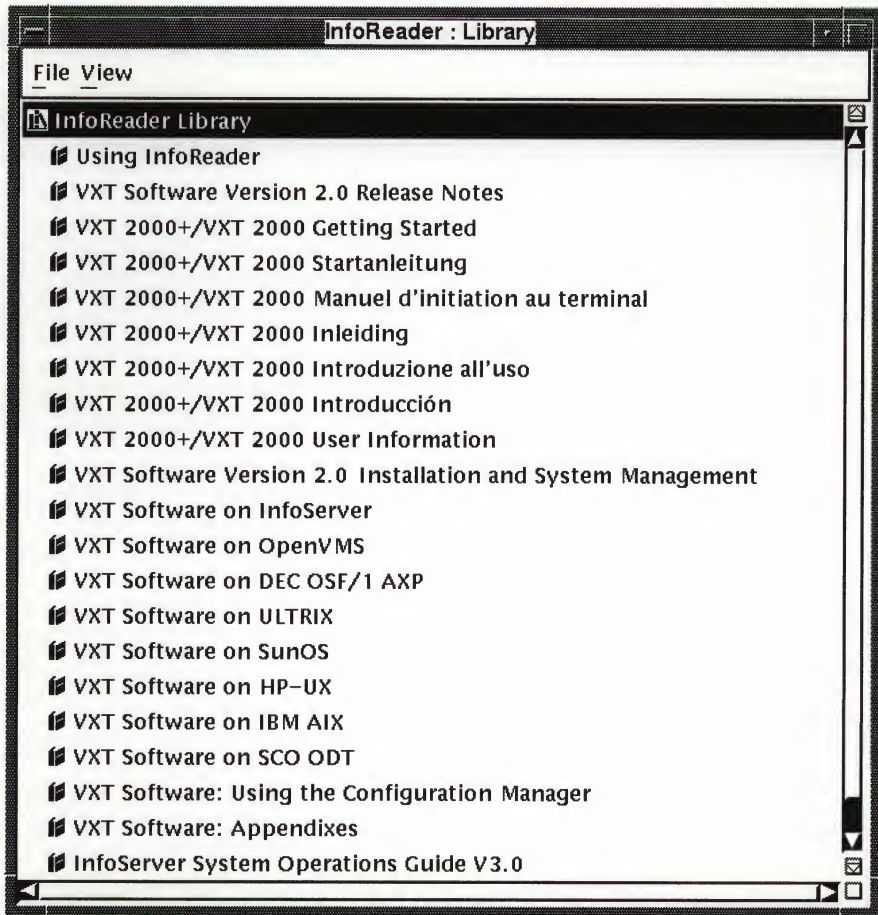 InfoReader : Library
File View
InfoReader Library
Using InfoReader
VXT Software Version 2.0 Release Notes
VXT 2000+/VXT 2000 Getting Started
VXT 2000+/VXT 2000 Startanleitung
VXT 2000+/VXT 2000 Manuel d'initiation au terminal
VXT 2000+/VXT 2000 Inleiding
VXT 2000+/VXT 2000 Introduzione all'uso
VXT 2000+/VXT 2000 Introducción
VXT 2000+/VXT 2000 User Information
VXT Software Version 2.0 Installation and System Management
VXT Software on InfoServer
VXT Software on OpenVMS
VXT Software on DEC OSF/1 AXP
VXT Software on ULTRIX
VXT Software on SunOS
VXT Software on HP-UX
VXT Software on IBM AIX
VXT Software on SCO ODT
VXT Software: Using the Configuration Manager
VXT Software: Appendixes
InfoServer System Operations Guide V3.0